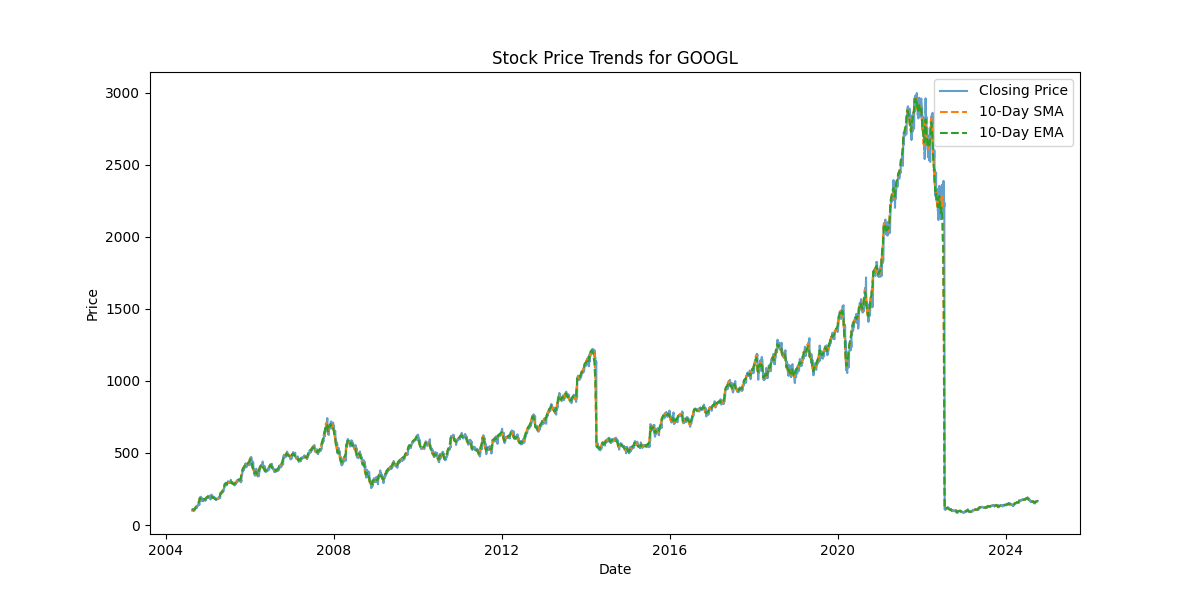 Stock Price Trends for GOOGL
Closing Price
10-Day SMA
10-Day EMA
Price
3000
2500
2000
1500
1000
500
0
2004
2008
2012
2016
2020
2024
Date